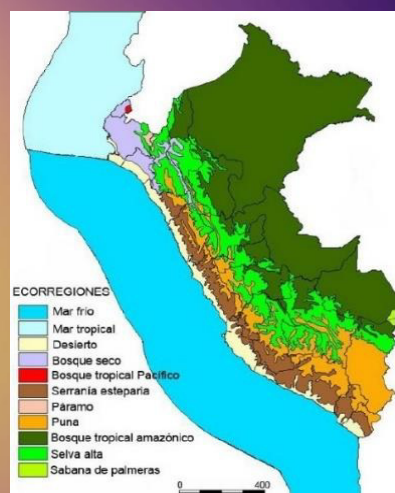 ECORREGIONES
Mar frío
Mar tropical
Desierto
Bosque seco
Bosque tropical Pacífico
Serranía esteparia
Páramo
Puna
Bosque tropical amazónico
Selva alta
Sabana de palmeras
0 400